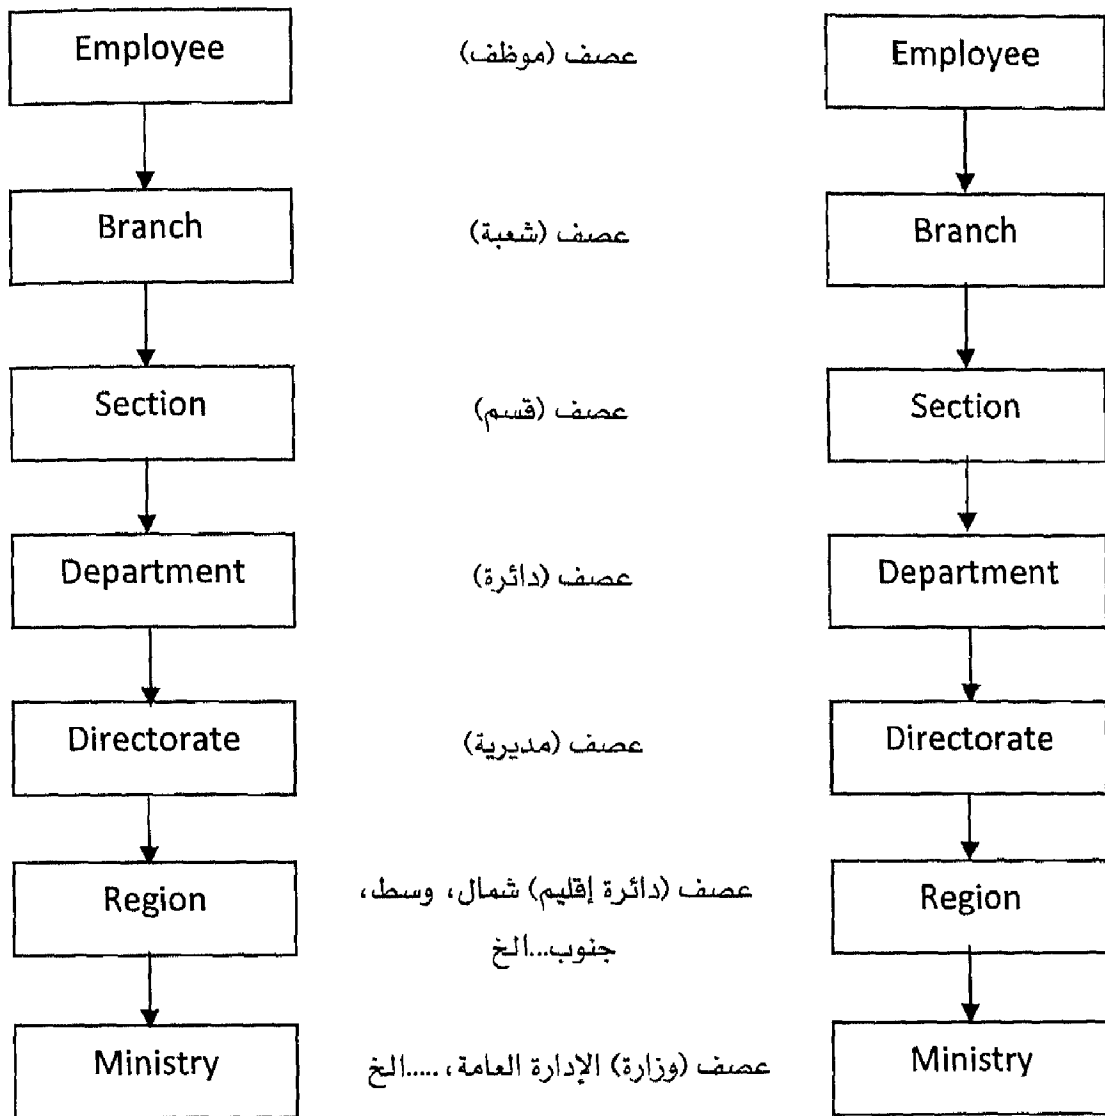 Employee
عصف (موظف)
Employee
Branch
عصف (شعبة)
Branch
Section
عصف (قسم)
Section
Department
عصف (دائرة)
Department
Directorate
عصف (مديرية)
Directorate
Region
عصف (دائرة إقليم) شمال، وسط،
جنوب...الخ
Region
Ministry
عصف (وزارة) الإدارة العامة، .....الخ
Ministry